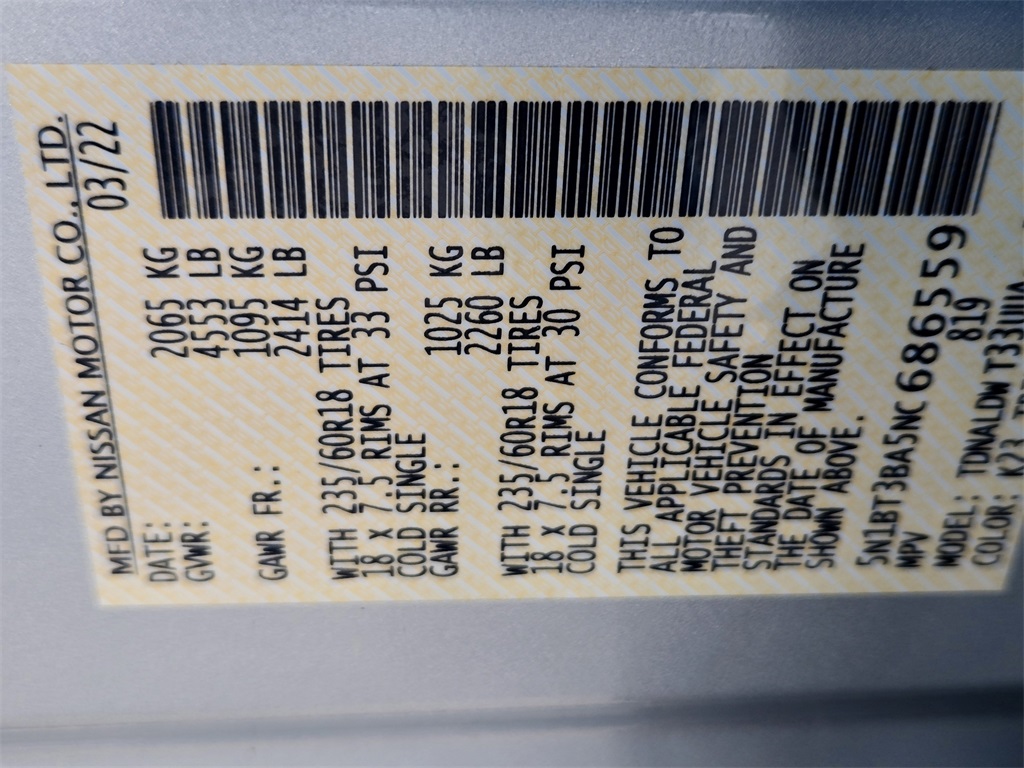 MFD BY NISSAN MOTOR CO., LTD.
DATE: 03/22
GVWR: 2065 KG
4553 LB
1095 KG
GAWR FR.: 2414 LB
WITH 235/60R18 TIRES
18 X 7.5 RIMS AT 33 PSI
COLD SINGLE
GAWR RR.: 1025 KG
2260 LB
WITH 235/60R18 TIRES
18 X 7.5 RIMS AT 30 PSI
COLD SINGLE
THIS VEHICLE CONFORMS TO
ALL APPLICABLE FEDERAL
MOTOR VEHICLE SAFETY AND
THEFT PREVENTION
STANDARDS IN EFFECT ON
THE DATE OF MANUFACTURE
SHOWN ABOVE.
5N1BT3BA5NC686559
MPV 819
MODEL: TDNALDWT33UUA
COLOR: K23